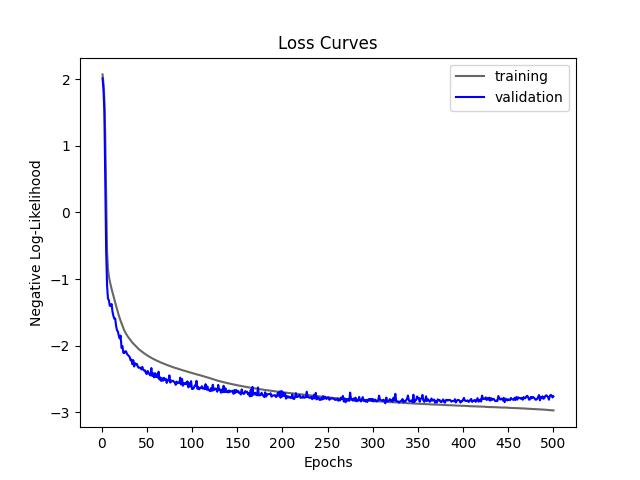 Loss Curves
training
validation
Negative Log-Likelihood
2
1
0
−1
−2
−3
0 50 100 150 200 250 300 350 400 450 500
Epochs